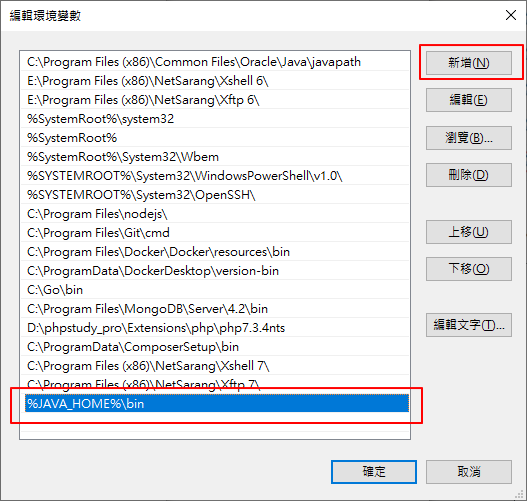 編輯環境變數
C:\Program Files (x86)\Common Files\Oracle\Java\javapath
E:\Program Files (x86)\NetSarang\Xshell 6\
E:\Program Files (x86)\NetSarang\Xftp 6\
%SystemRoot%\system32
%SystemRoot%
%SystemRoot%\System32\Wbem
%SYSTEMROOT%\System32\WindowsPowerShell\v1.0\
%SYSTEMROOT%\System32\OpenSSH\
C:\Program Files\nodejs\
C:\Program Files\Git\cmd
C:\Program Files\Docker\Docker\resources\bin
C:\ProgramData\DockerDesktop\version-bin
C:\Go\bin
C:\Program Files\MongoDB\Server\4.2\bin
D:\phpstudy_pro\Extensions\php\php7.3.4nts
C:\ProgramData\ComposerSetup\bin
C:\Program Files (x86)\NetSarang\Xshell 7\
C:\Program Files (x86)\NetSarang\Xftp 7\
%JAVA_HOME%\bin
新增(N)
編輯(E)
瀏覽(B)...
刪除(D)
上移(U)
下移(O)
編輯文字(T)...
確定
取消